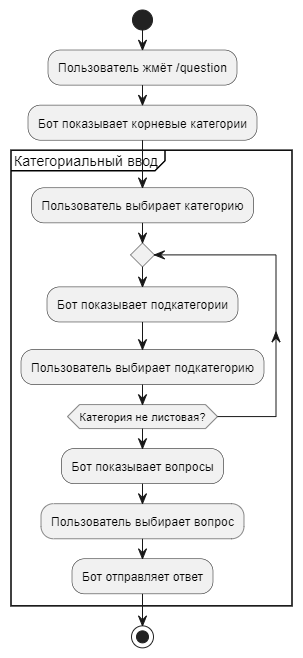 Пользователь жмёт /question
Бот показывает корневые категории
Категориальный ввод
Пользователь выбирает категорию
Бот показывает подкатегории
Пользователь выбирает подкатегорию
Категория не листовая?
Бот показывает вопросы
Пользователь выбирает вопрос
Бот отправляет ответ